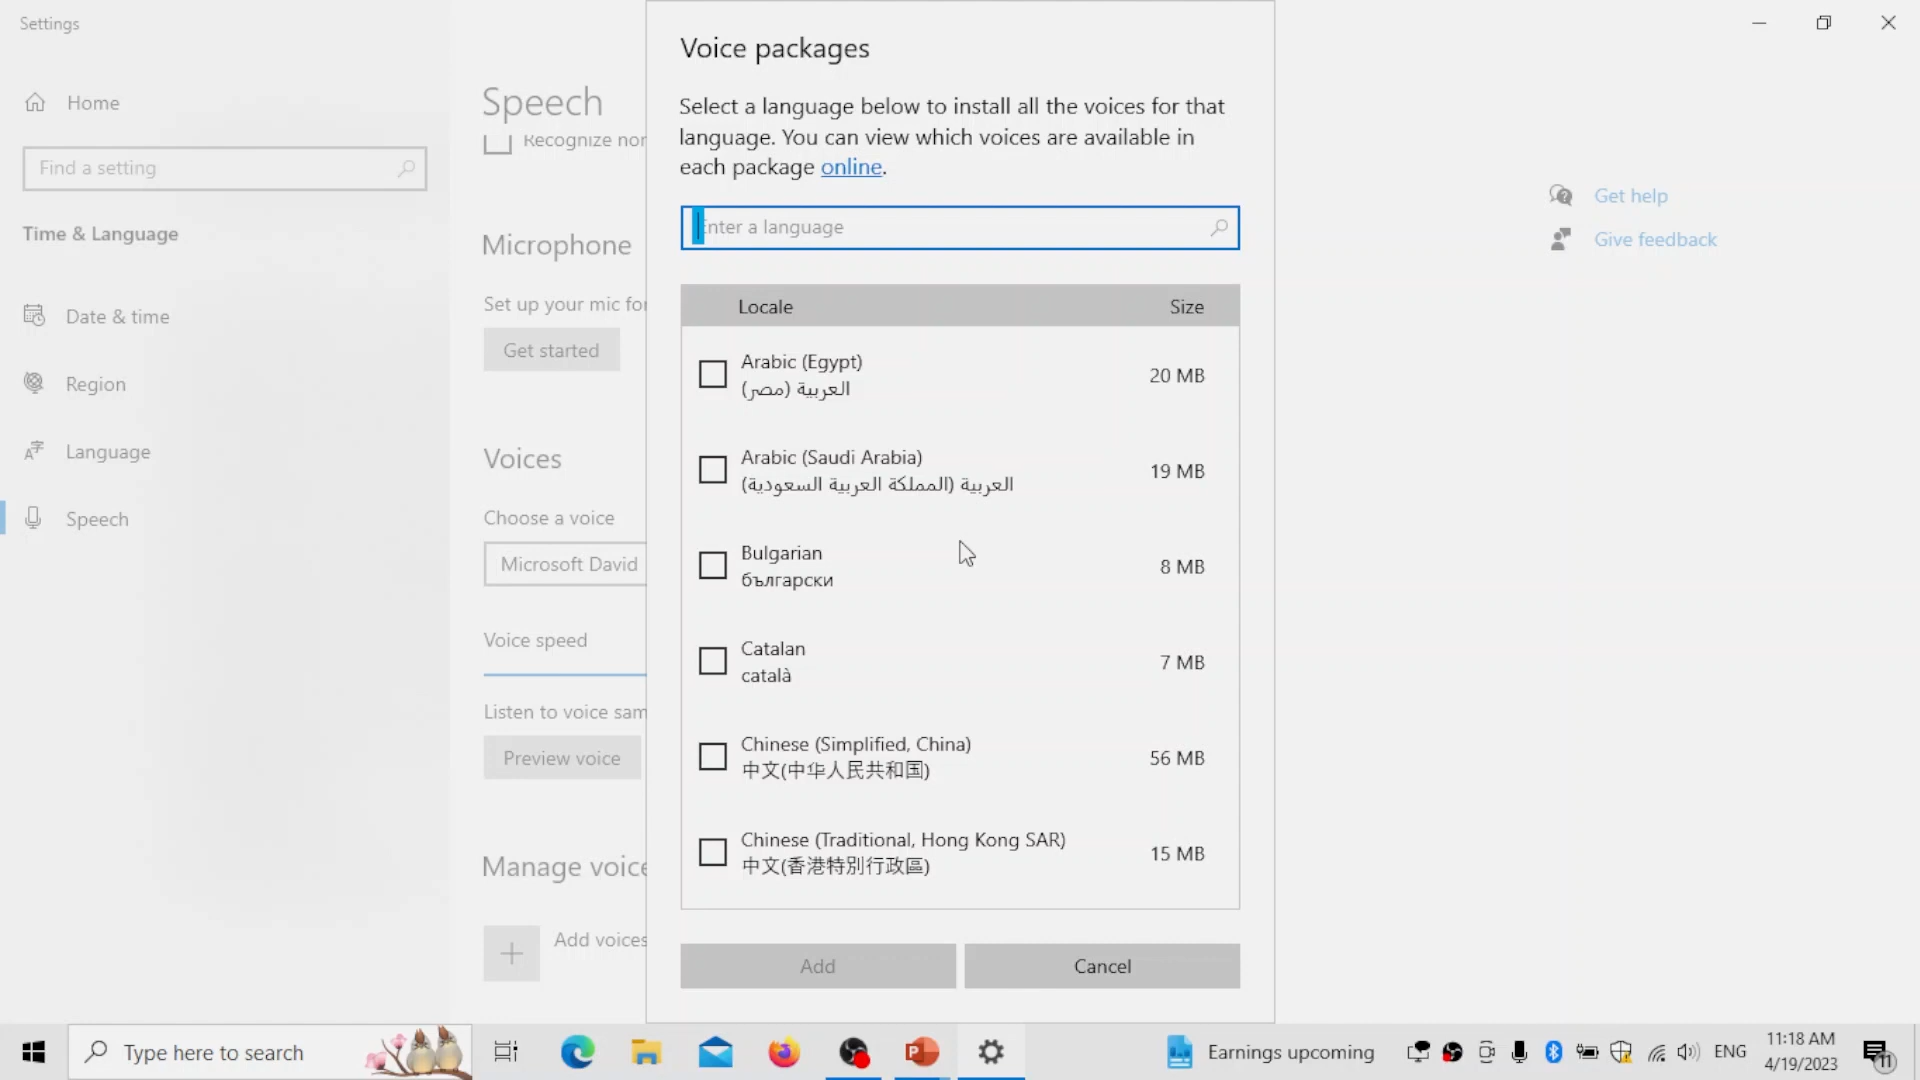 Settings
Home
Find a setting
Time & Language
Date & time
Region
Language
Speech
Speech
Recognize nor
Microphone
Set up your mic for
Get started
Voices
Choose a voice
Microsoft David
Voice speed
Listen to voice sam
Preview voice
Manage voice
Add voices
Voice packages
Select a language below to install all the voices for that
language. You can view which voices are available in
each package online.
Enter a language
Locale Size
Arabic (Egypt)
العربية (مصر)
20 MB
Arabic (Saudi Arabia)
العربية (المملكة العربية السعودية)
19 MB
Bulgarian
български
8 MB
Catalan
català
7 MB
Chinese (Simplified, China)
中文(中华人民共和国)
56 MB
Chinese (Traditional, Hong Kong SAR)
中文(香港特別行政區)
15 MB
Add Cancel
Get help
Give feedback
Type here to search
Earnings upcoming
ENG
11:18 AM
4/19/2023
11